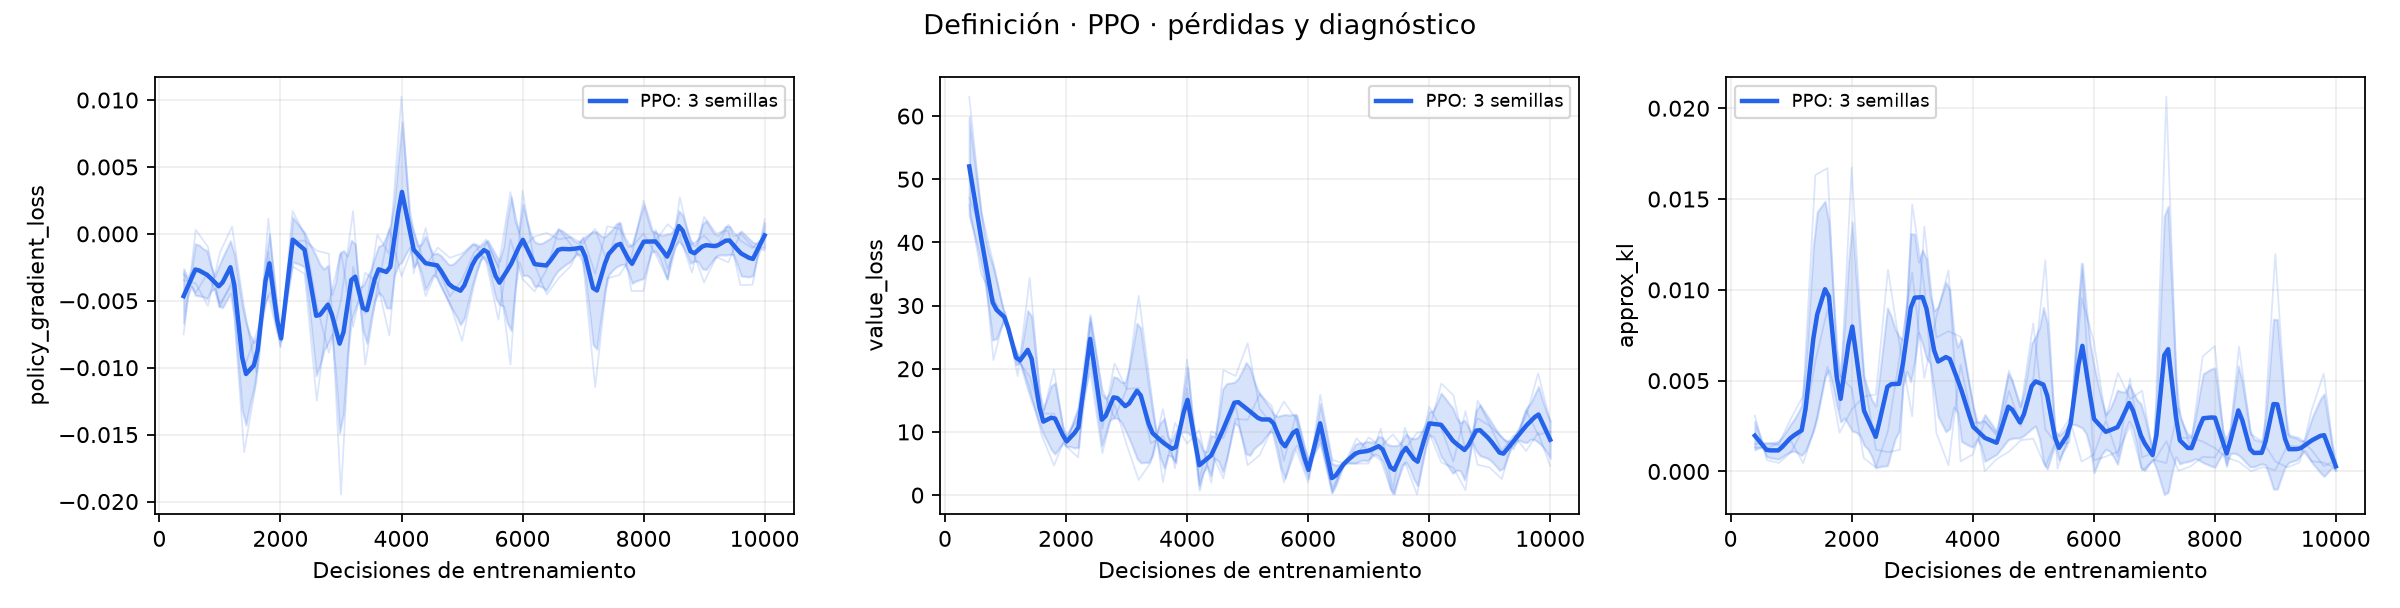 Definición · PPO · pérdidas y diagnóstico
policy_gradient_loss
0.010
0.005
0.000
−0.005
−0.010
−0.015
−0.020
PPO: 3 semillas
0 2000 4000 6000 8000 10000
Decisiones de entrenamiento
value_loss
60
50
40
30
20
10
0
PPO: 3 semillas
0 2000 4000 6000 8000 10000
Decisiones de entrenamiento
approx_kl
0.020
0.015
0.010
0.005
0.000
PPO: 3 semillas
0 2000 4000 6000 8000 10000
Decisiones de entrenamiento